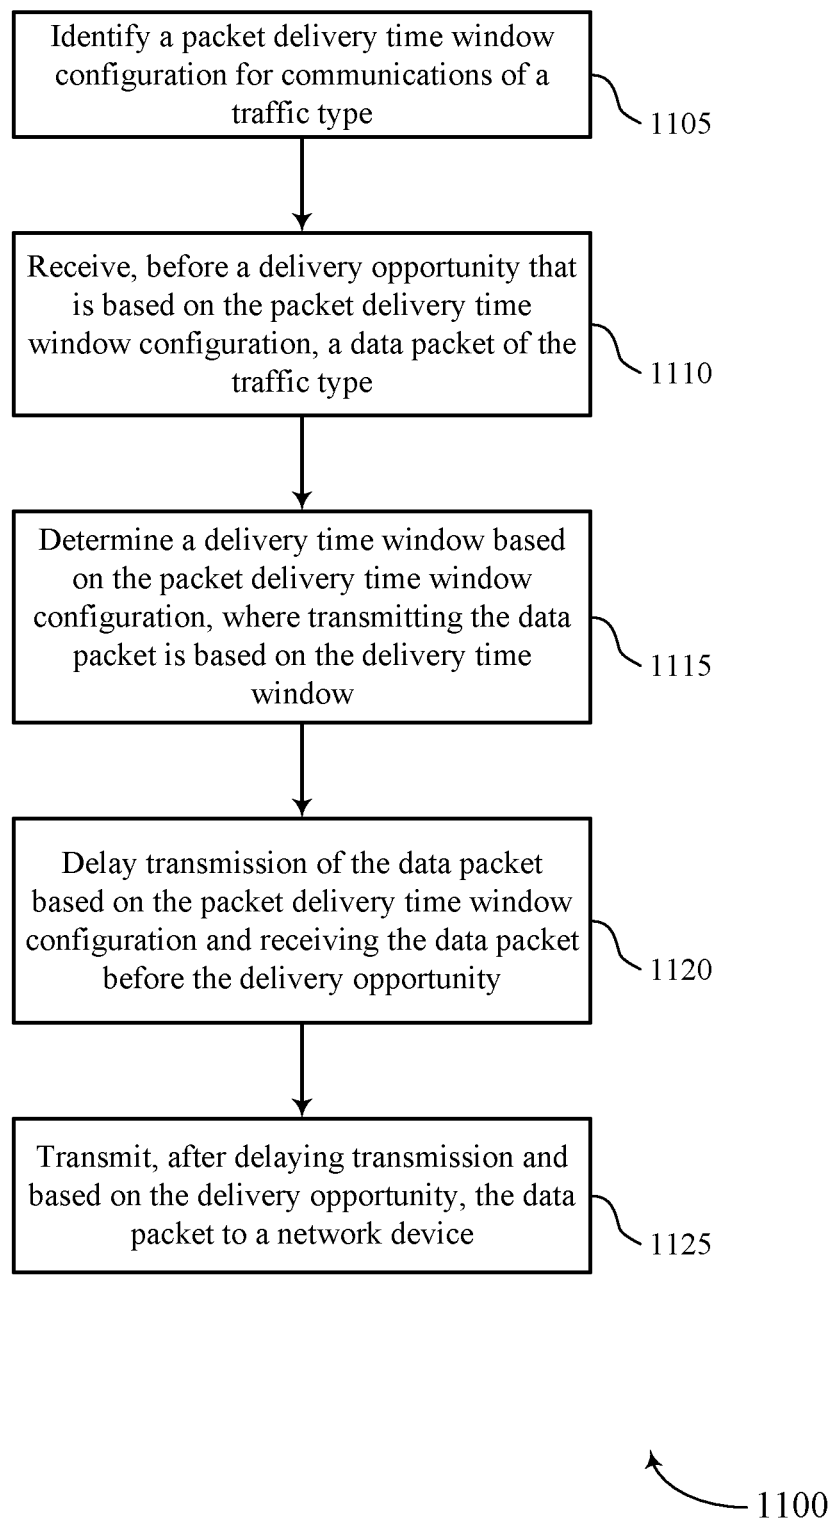 Identify a packet delivery time window
configuration for communications of a
traffic type
1105
Receive, before a delivery opportunity that
is based on the packet delivery time
window configuration, a data packet of the
traffic type
1110
Determine a delivery time window based
on the packet delivery time window
configuration, where transmitting the data
packet is based on the delivery time
window
1115
Delay transmission of the data packet
based on the packet delivery time window
configuration and receiving the data packet
before the delivery opportunity
1120
Transmit, after delaying transmission and
based on the delivery opportunity, the data
packet to a network device
1125
1100